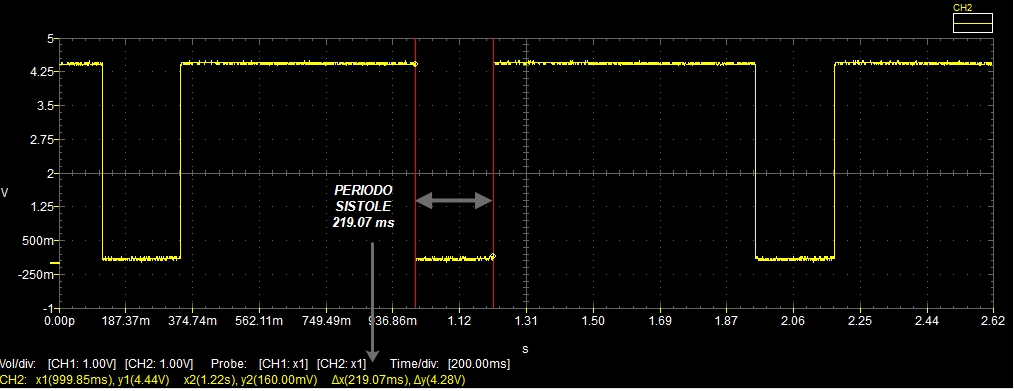 CH2
5
4.25
3.5
2.75
2
V
1.25
500m
-250m
-1
PERIODO
SISTOLE
219.07 ms
0.00p 187.37m 374.74m 562.11m 749.49m 936.86m 1.12 1.31 1.50 1.69 1.87 2.06 2.25 2.44 2.62
s
Vol/div: [CH1: 1.00V] [CH2: 1.00V] Probe: [CH1: x1] [CH2: x1] Time/div: [200.00ms]
CH2: x1(999.85ms), y1(4.44V) x2(1.22s), y2(160.00mV) Δx(219.07ms), Δy(4.28V)